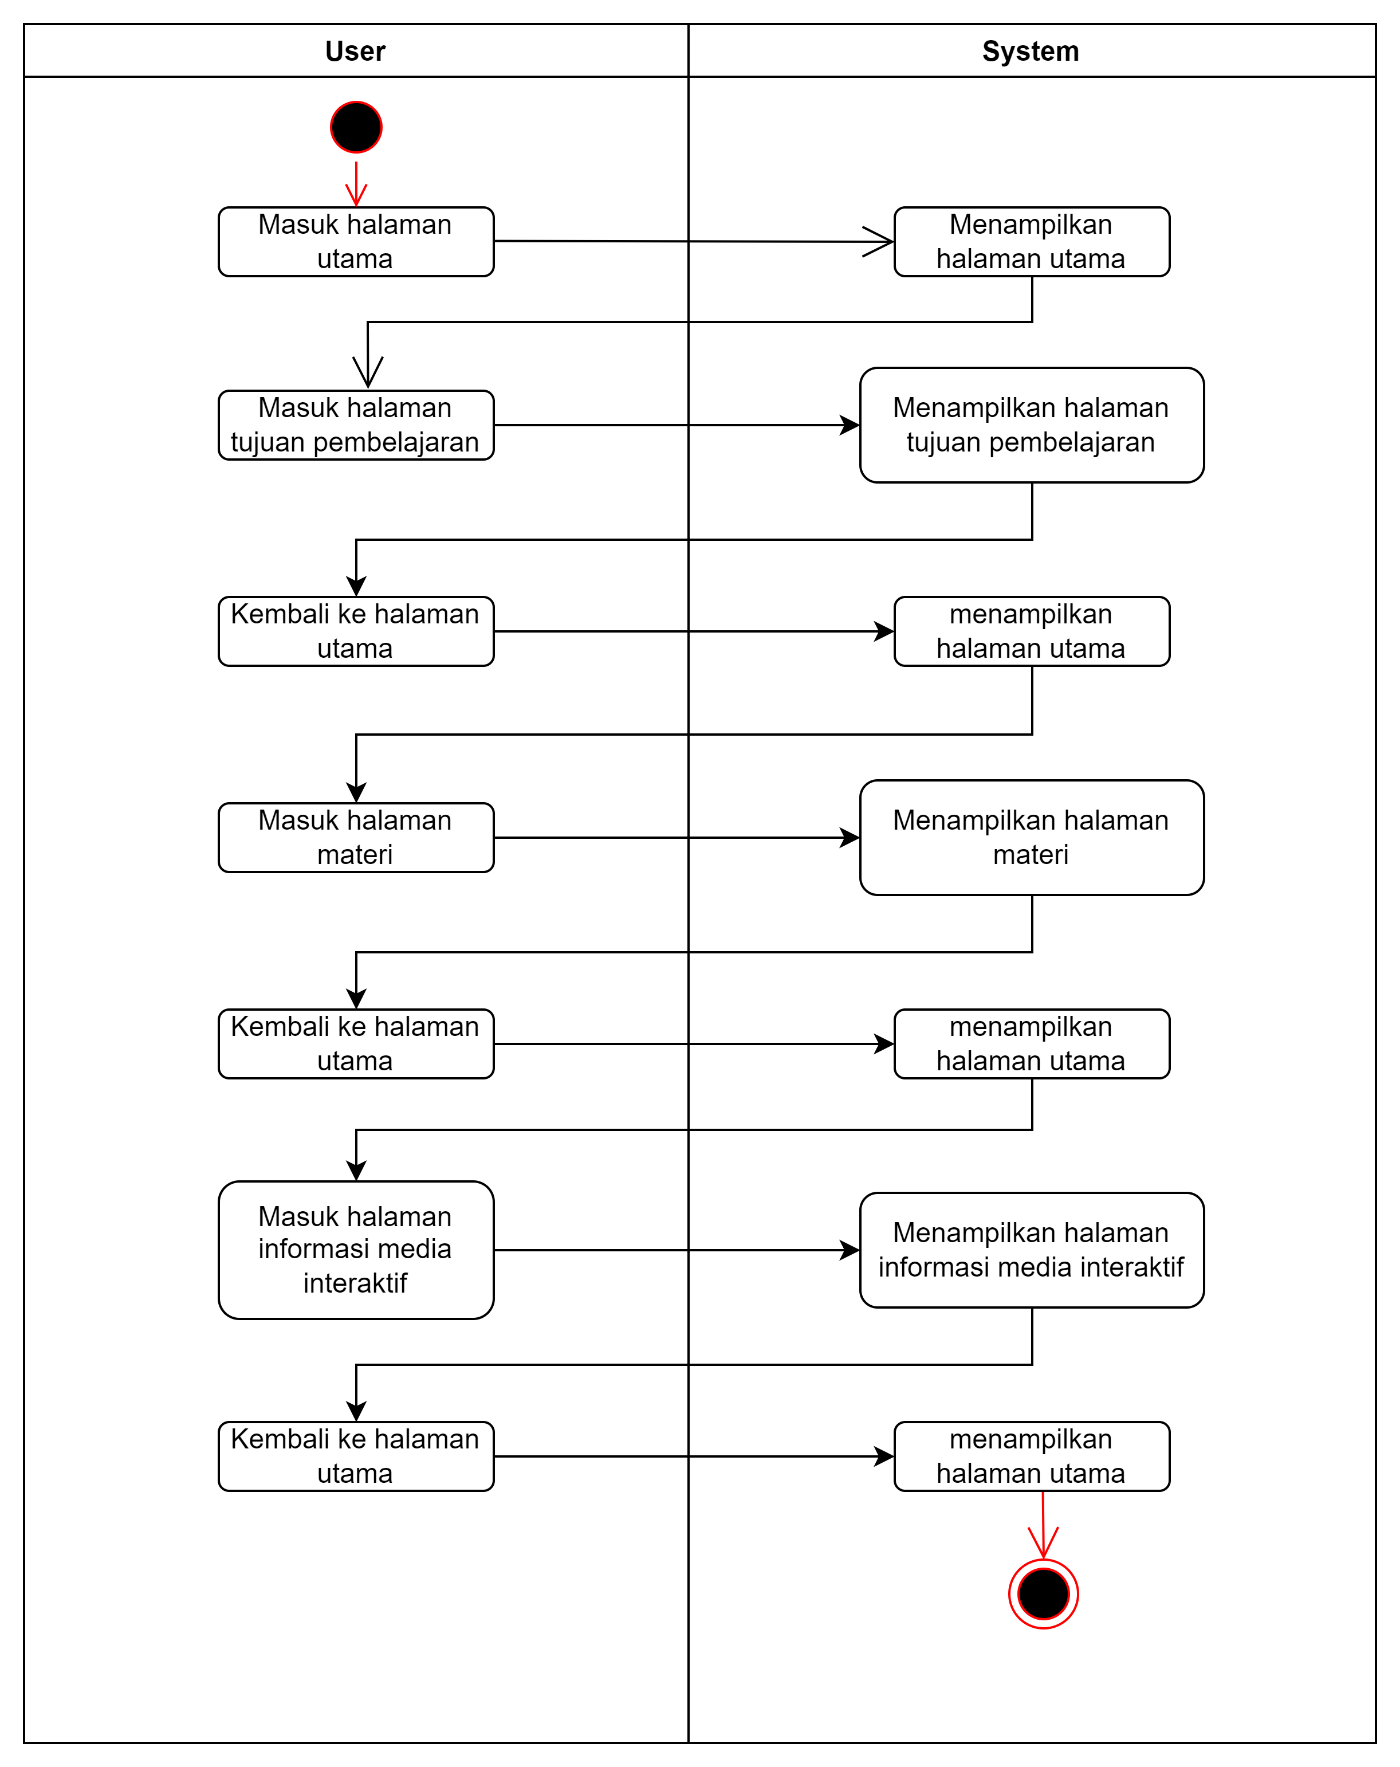 User
System
Masuk halaman
utama
Menampilkan
halaman utama
Masuk halaman
tujuan pembelajaran
Menampilkan halaman
tujuan pembelajaran
Kembali ke halaman
utama
menampilkan
halaman utama
Masuk halaman
materi
Menampilkan halaman
materi
Kembali ke halaman
utama
menampilkan
halaman utama
Masuk halaman
informasi media
interaktif
Menampilkan halaman
informasi media interaktif
Kembali ke halaman
utama
menampilkan
halaman utama